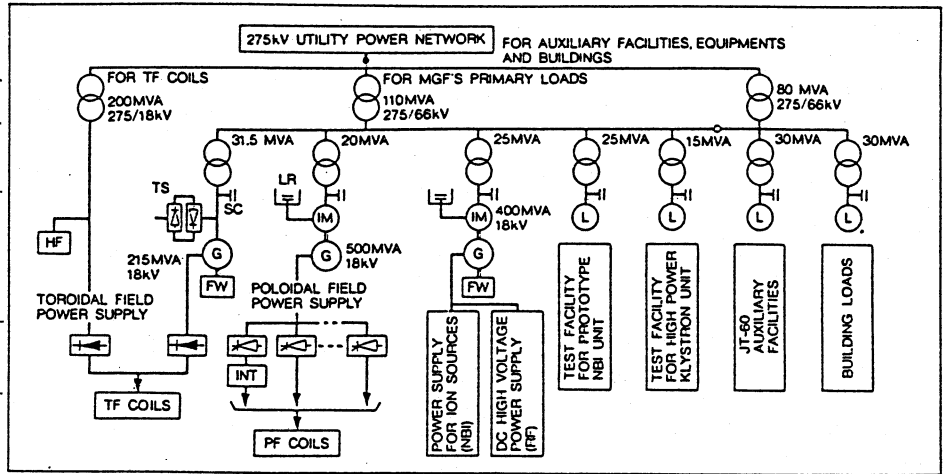 275kV UTILITY POWER NETWORK
FOR AUXILIARY FACILITIES, EQUIPMENTS
AND BUILDINGS
FOR TF COILS
200MVA
275/18kV
FOR MGF'S PRIMARY LOADS
110MVA
275/66kV
80 MVA
275/66kV
31.5 MVA
20MVA
25MVA
25MVA
15MVA
30MVA
30MVA
TS
SC
LR
IM
IM
400MVA
18kV
L
L
L
L
HF
215MVA
18kV
G
FW
G
500MVA
18kV
G
FW
TOROIDAL FIELD
POWER SUPPLY
POLOIDAL FIELD
POWER SUPPLY
INT
TF COILS
PF COILS
POWER SUPPLY
FOR ION SOURCES
(NBI)
DC HIGH VOLTAGE
POWER SUPPLY
(RF)
TEST FACILITY
FOR PROTOTYPE
NBI UNIT
TEST FACILITY
FOR HIGH POWER
KLYSTRON UNIT
JT-60
AUXILIARY
FACILITIES
BUILDING LOADS